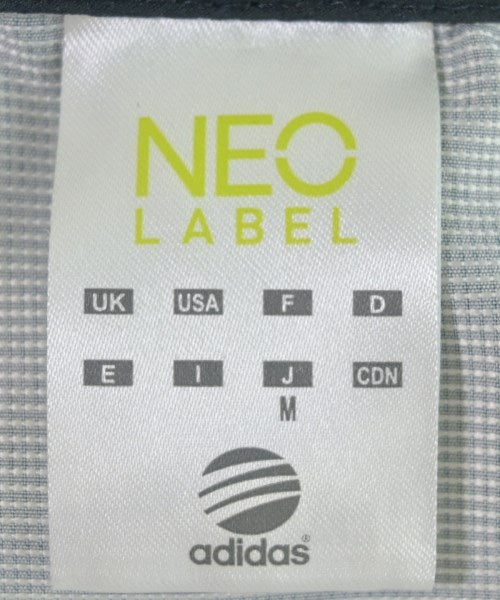 NEO
LABEL
UK USA F D
E I J CDN
M
adidas®